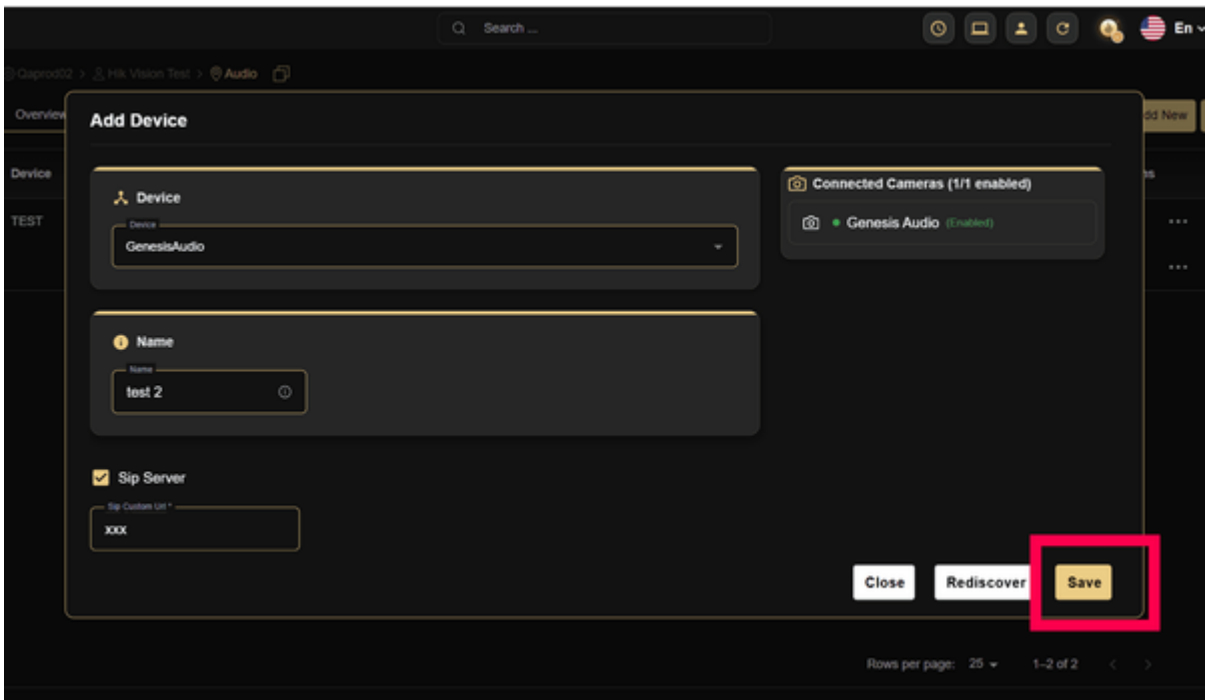 Search ...
En
Qaprod02 > Hik Vision Test > Audio
Overview
dd New
Add Device
Device
ns
TEST
Device
Device
GenesisAudio
Connected Cameras (1/1 enabled)
Genesis Audio (Enabled)
Name
Name
test 2
Sip Server
Sip Custom Url *
xxx
Close
Rediscover
Save
Rows per page: 25
1–2 of 2